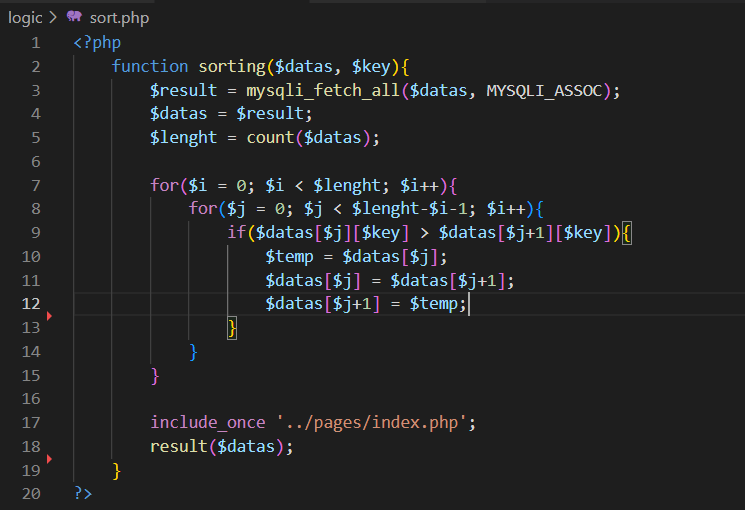 logic > sort.php
1 <?php
2 function sorting($datas, $key){
3 $result = mysqli_fetch_all($datas, MYSQLI_ASSOC);
4 $datas = $result;
5 $lenght = count($datas);
6
7 for($i = 0; $i < $lenght; $i++){
8 for($j = 0; $j < $lenght-$i-1; $i++){
9 if($datas[$j][$key] > $datas[$j+1][$key]){
10 $temp = $datas[$j];
11 $datas[$j] = $datas[$j+1];
12 $datas[$j+1] = $temp;
13 }
14 }
15 }
16
17 include_once '../pages/index.php';
18 result($datas);
19 }
20 ?>